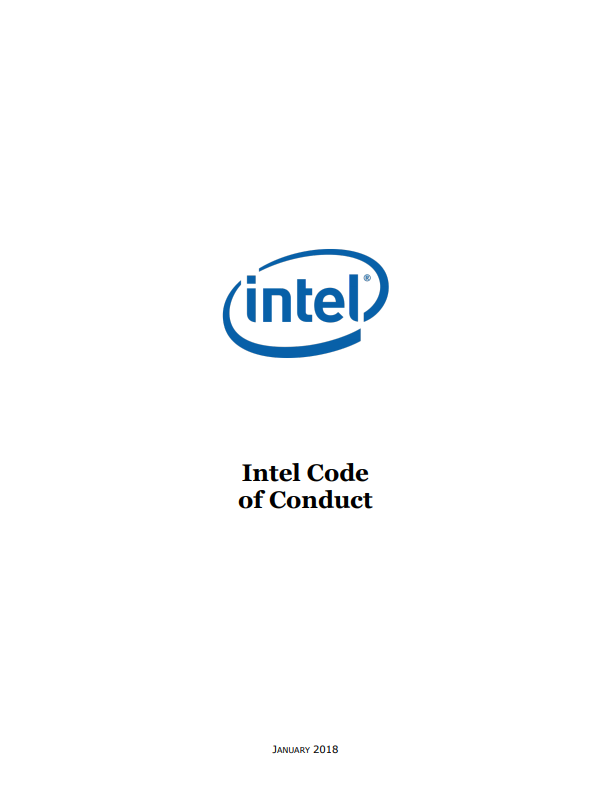 intel®
Intel Code
of Conduct
JANUARY 2018